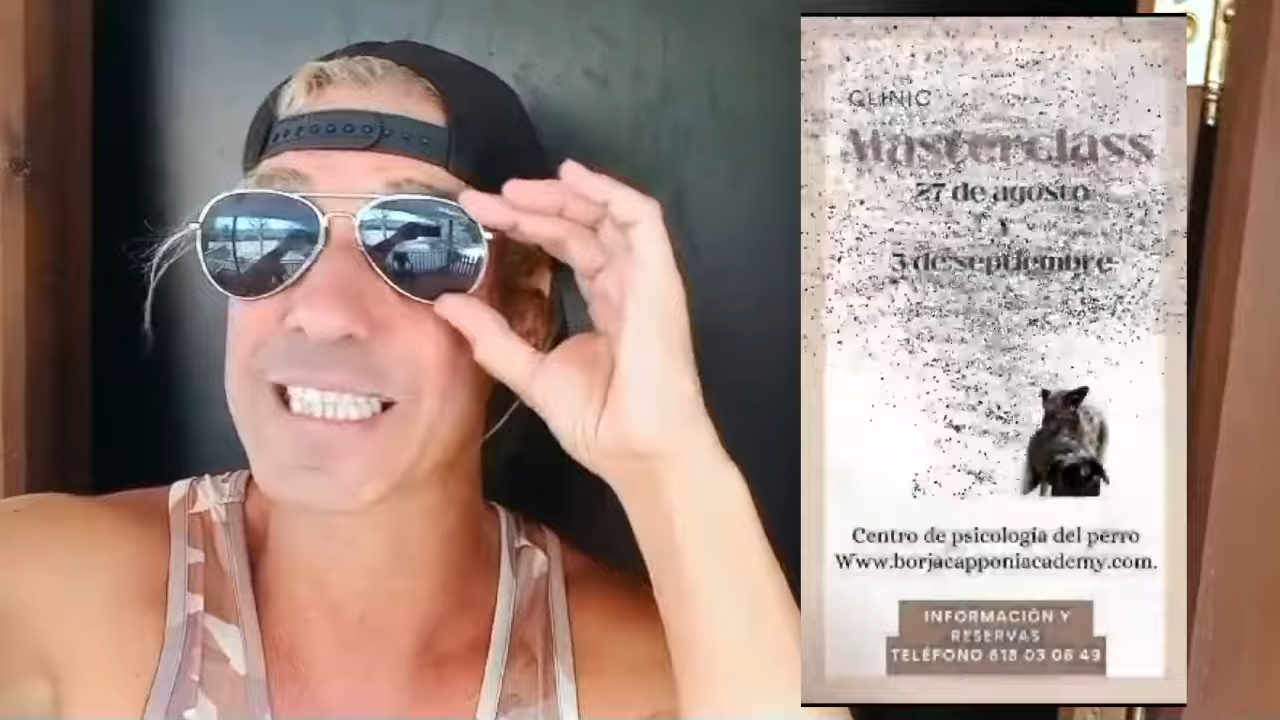 CLINIC
Masterclass
27 de agosto
Y
3 de septiembre
Centro de psicología del perro
Www.borjacapponiacademy.com.
INFORMACIÓN Y
RESERVAS
TELÉFONO 618 03 06 49